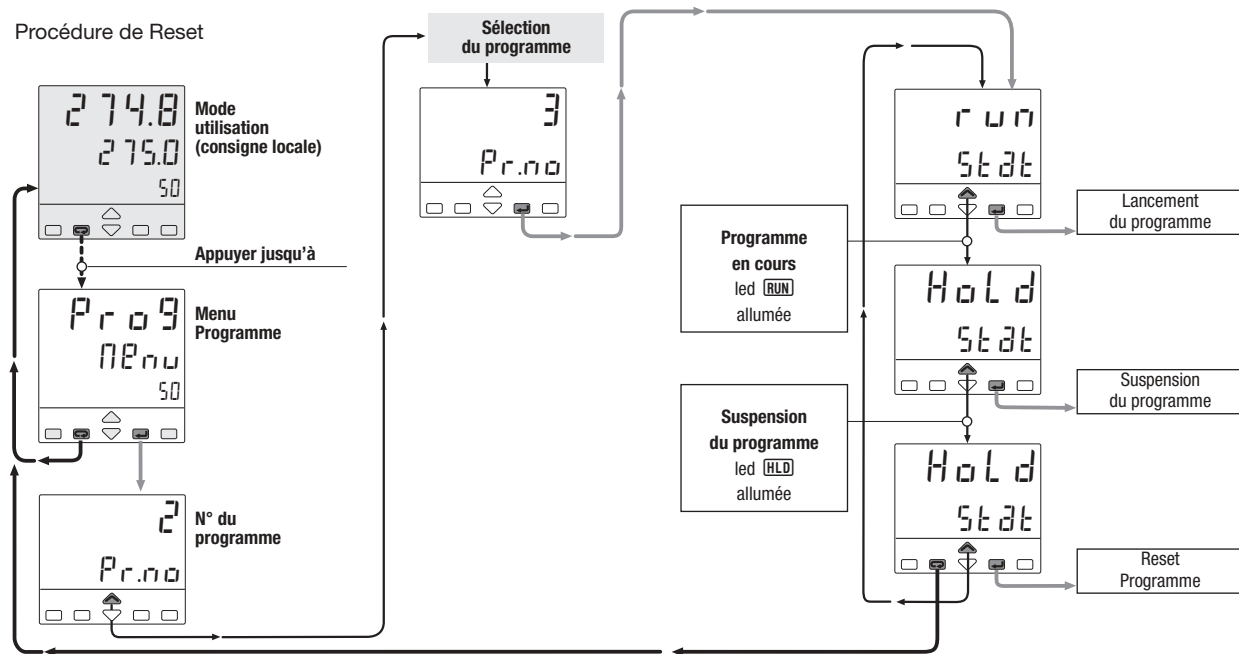 Procédure de Reset
274.8
275.0
50
Mode
utilisation
(consigne locale)
Appuyer jusqu'à
Prog
Menu
50
Menu
Programme
2
Pr.no
N° du
programme
Sélection
du programme
3
Pr.no
Programme
en cours
led RUN
allumée
Suspension
du programme
led HLD
allumée
run
Stat
Lancement
du programme
Hold
Stat
Suspension
du programme
Hold
Stat
Reset
Programme